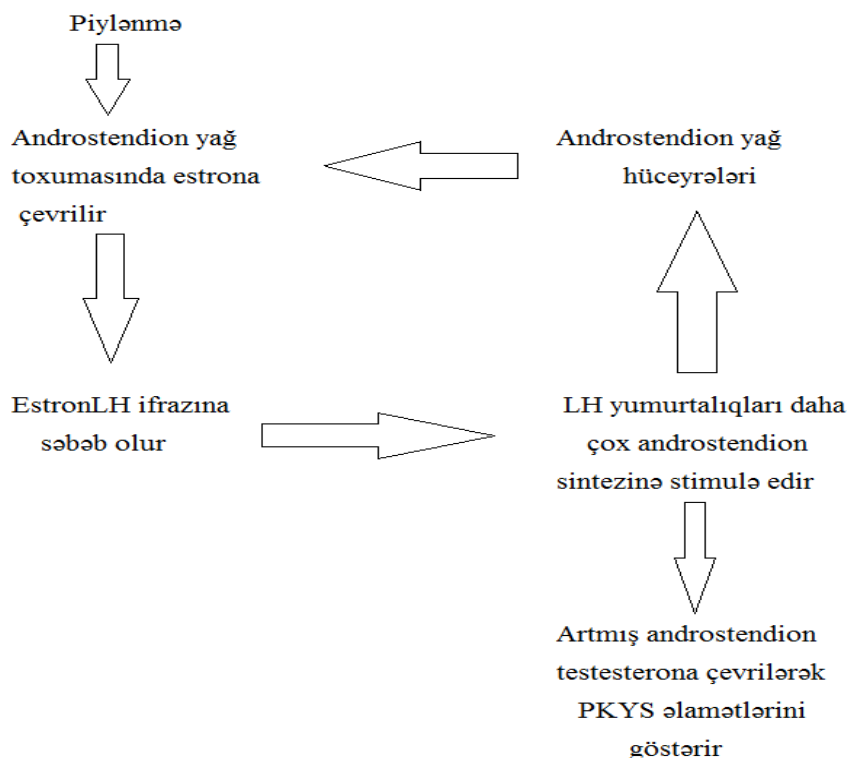 Piylənmə
Androstendion yağ
toxumasında estrona
çevrilir
Androstendion yağ
hüceyrələri
EstronLH ifrazına
səbəb olur
LH yumurtalıqları daha
çox androstendion
sintezinə stimulə edir
Artmış androstendion
testesterona çevrilərək
PKYS əlamətlərini
göstərir